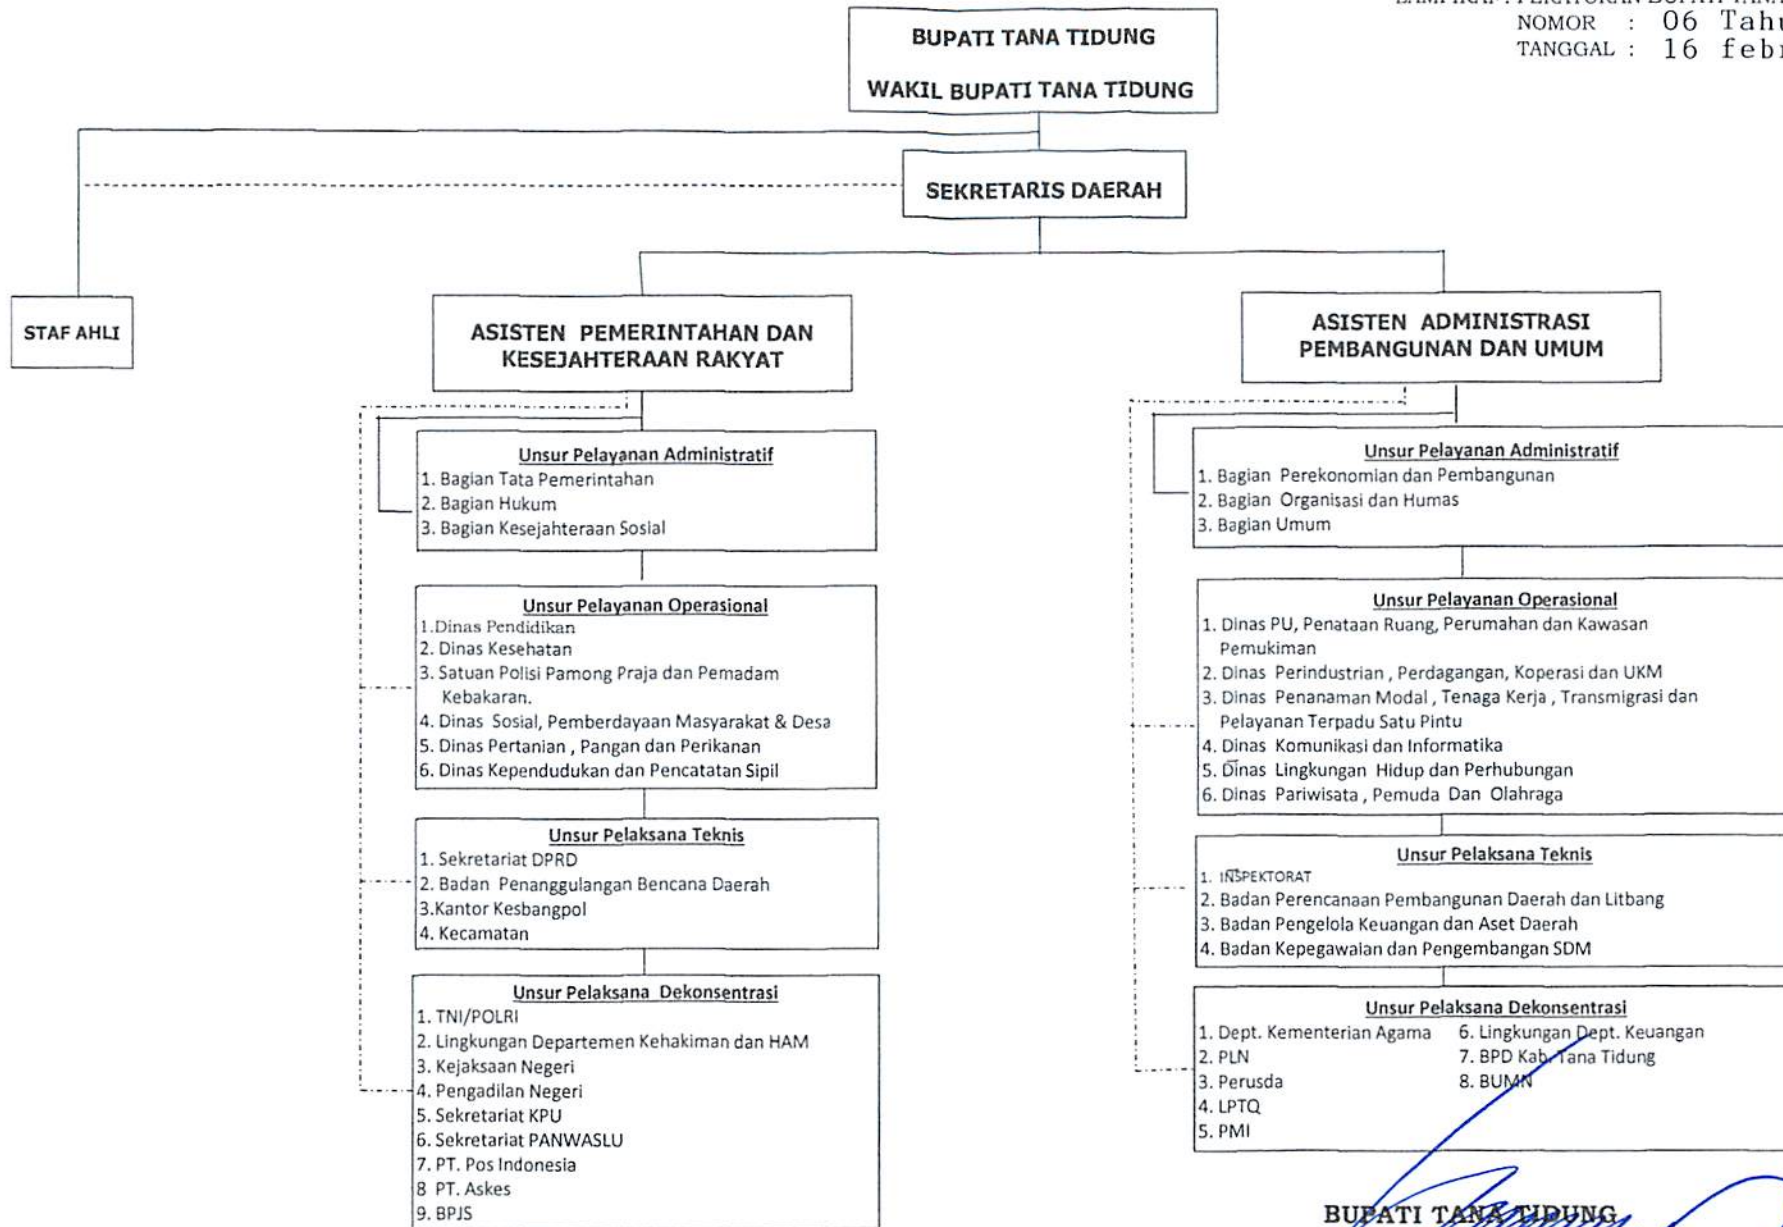 LAMPIRAN : PERATURAN BUPATI TANA
NOMOR : 06 Tahu
TANGGAL : 16 febr
BUPATI TANA TIDUNG
WAKIL BUPATI TANA TIDUNG
SEKRETARIS DAERAH
STAF AHLI
ASISTEN PEMERINTAHAN DAN
KESEJAHTERAAN RAKYAT
Unsur Pelayanan Administratif
1. Bagian Tata Pemerintahan
2. Bagian Hukum
3. Bagian Kesejahteraan Sosial
Unsur Pelayanan Operasional
1.Dinas Pendidikan
2. Dinas Kesehatan
3. Satuan Polisi Pamong Praja dan Pemadam
Kebakaran.
4. Dinas Sosial, Pemberdayaan Masyarakat & Desa
5. Dinas Pertanian , Pangan dan Perikanan
6. Dinas Kependudukan dan Pencatatan Sipil
Unsur Pelaksana Teknis
1. Sekretariat DPRD
2. Badan Penanggulangan Bencana Daerah
3.Kantor Kesbangpol
4. Kecamatan
Unsur Pelaksana Dekonsentrasi
1. TNI/POLRI
2. Lingkungan Departemen Kehakiman dan HAM
3. Kejaksaan Negeri
4. Pengadilan Negeri
5. Sekretariat KPU
6. Sekretariat PANWASLU
7. PT. Pos Indonesia
8 PT. Askes
9. BPJS
ASISTEN ADMINISTRASI
PEMBANGUNAN DAN UMUM
Unsur Pelayanan Administratif
1. Bagian Perekonomian dan Pembangunan
2. Bagian Organisasi dan Humas
3. Bagian Umum
Unsur Pelayanan Operasional
1. Dinas PU, Penataan Ruang, Perumahan dan Kawasan
Pemukiman
2. Dinas Perindustrian , Perdagangan, Koperasi dan UKM
3. Dinas Penanaman Modal , Tenaga Kerja , Transmigrasi dan
Pelayanan Terpadu Satu Pintu
4. Dinas Komunikasi dan Informatika
5. Dinas Lingkungan Hidup dan Perhubungan
6. Dinas Pariwisata , Pemuda Dan Olahraga
Unsur Pelaksana Teknis
1. INSPEKTORAT
2. Badan Perencanaan Pembangunan Daerah dan Litbang
3. Badan Pengelola Keuangan dan Aset Daerah
4. Badan Kepegawaian dan Pengembangan SDM
Unsur Pelaksana Dekonsentrasi
1. Dept. Kementerian Agama
2. PLN
3. Perusda
4. LPTQ
5. PMI
6. Lingkungan Dept. Keuangan
7. BPD Kab. Tana Tidung
8. BUMN
BUPATI TANA TIDUNG